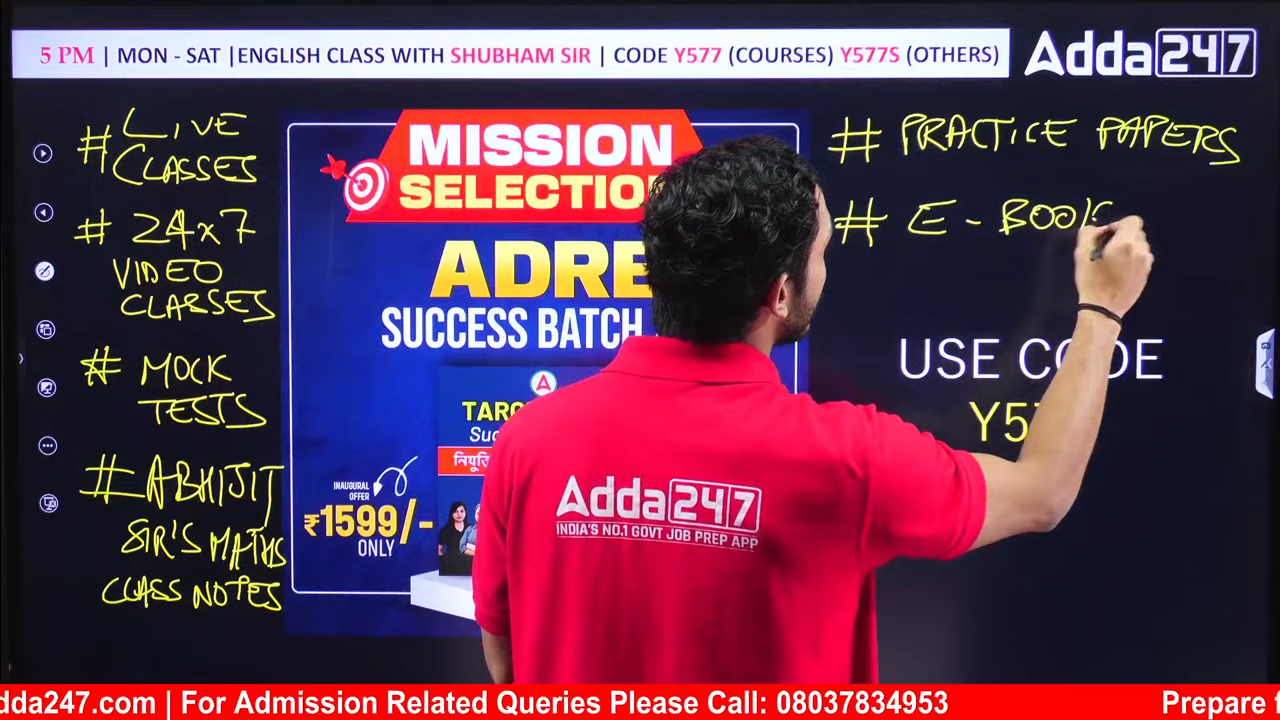 5 PM | MON - SAT |ENGLISH CLASS WITH SHUBHAM SIR | CODE Y577 (COURSES) Y577S (OTHERS)
Adda247
# LIVE
CLASSES
# 24x7
VIDEO
CLASSES
# MOCK
TESTS
# ABHIJIT
SIR'S MATHS
CLASS NOTES
MISSION
SELECTIO
ADRE
SUCCESS BATCH
A
TARG
Suc
নিযুক্তি
INAUGURAL
OFFER
₹1599/-
ONLY
# PRACTICE PAPERS
# E-BOOK
USE CODE
Y57
Adda247
INDIA'S NO.1 GOVT JOB PREP APP
dda247.com | For Admission Related Queries Please Call: 08037834953
Prepare f